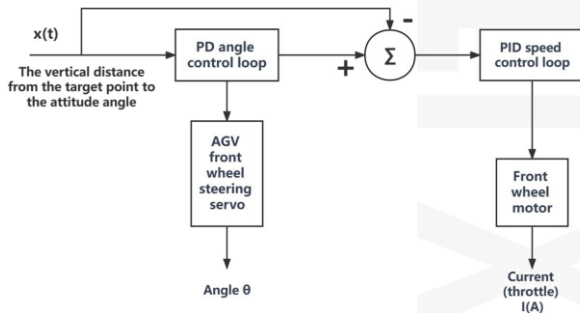 x(t)
The vertical distance
from the target point to
the attitude angle
PD angle
control loop
+
-
Σ
PID speed
control loop
AGV
front
wheel
steering
servo
Front
wheel
motor
Angle θ
Current
(throttle)
I(A)